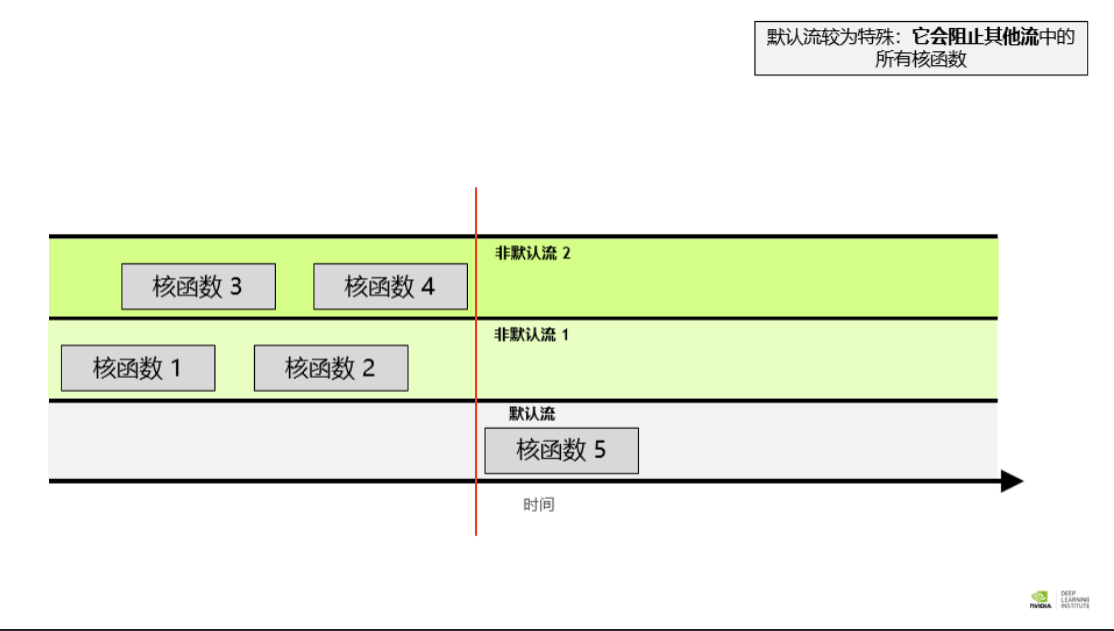 默认流较为特殊：它会阻止其他流中的
所有核函数
非默认流 2
核函数 3
核函数 4
非默认流 1
核函数 1
核函数 2
默认流
核函数 5
时间
NVIDIA
DEEP
LEARNING
INSTITUTE